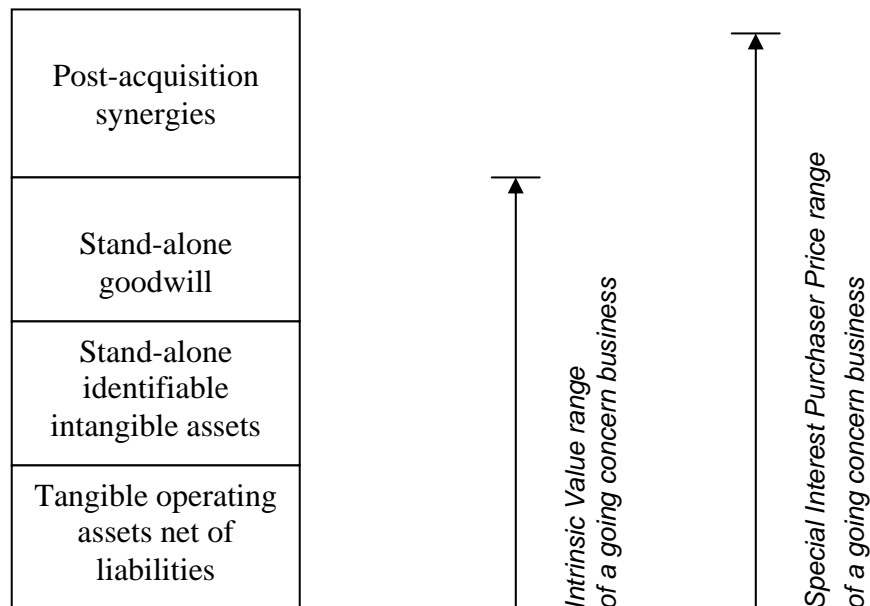 Post-acquisition
synergies
Stand-alone
goodwill
Stand-alone
identifiable
intangible assets
Tangible operating
assets net of
liabilities
Intrinsic Value range
of a going concern business
Special Interest Purchaser Price range
of a going concern business